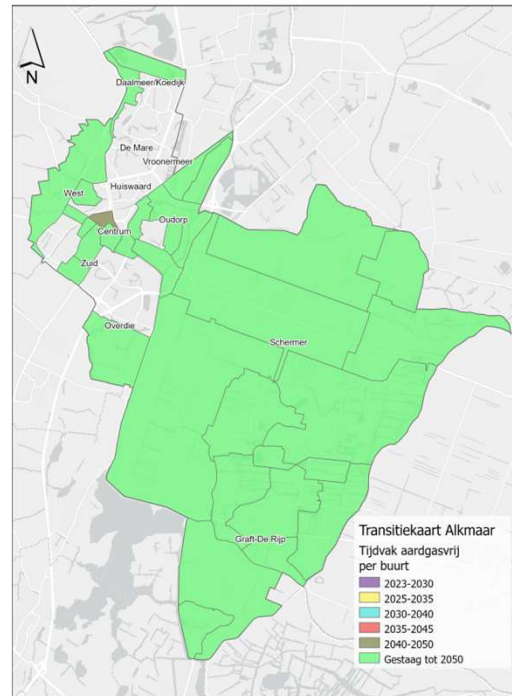 N
Daalmeer/Koedijk
De Mare
Vroonermeer
Huiswaard
West
Oudorp
Centrum
Zuid
Overdie
Schermer
Graft-De Rijp
Transitiekaart Alkmaar
Tijdvak aardgasvrij
per buurt
2023-2030
2025-2035
2030-2040
2035-2045
2040-2050
Gestaag tot 2050